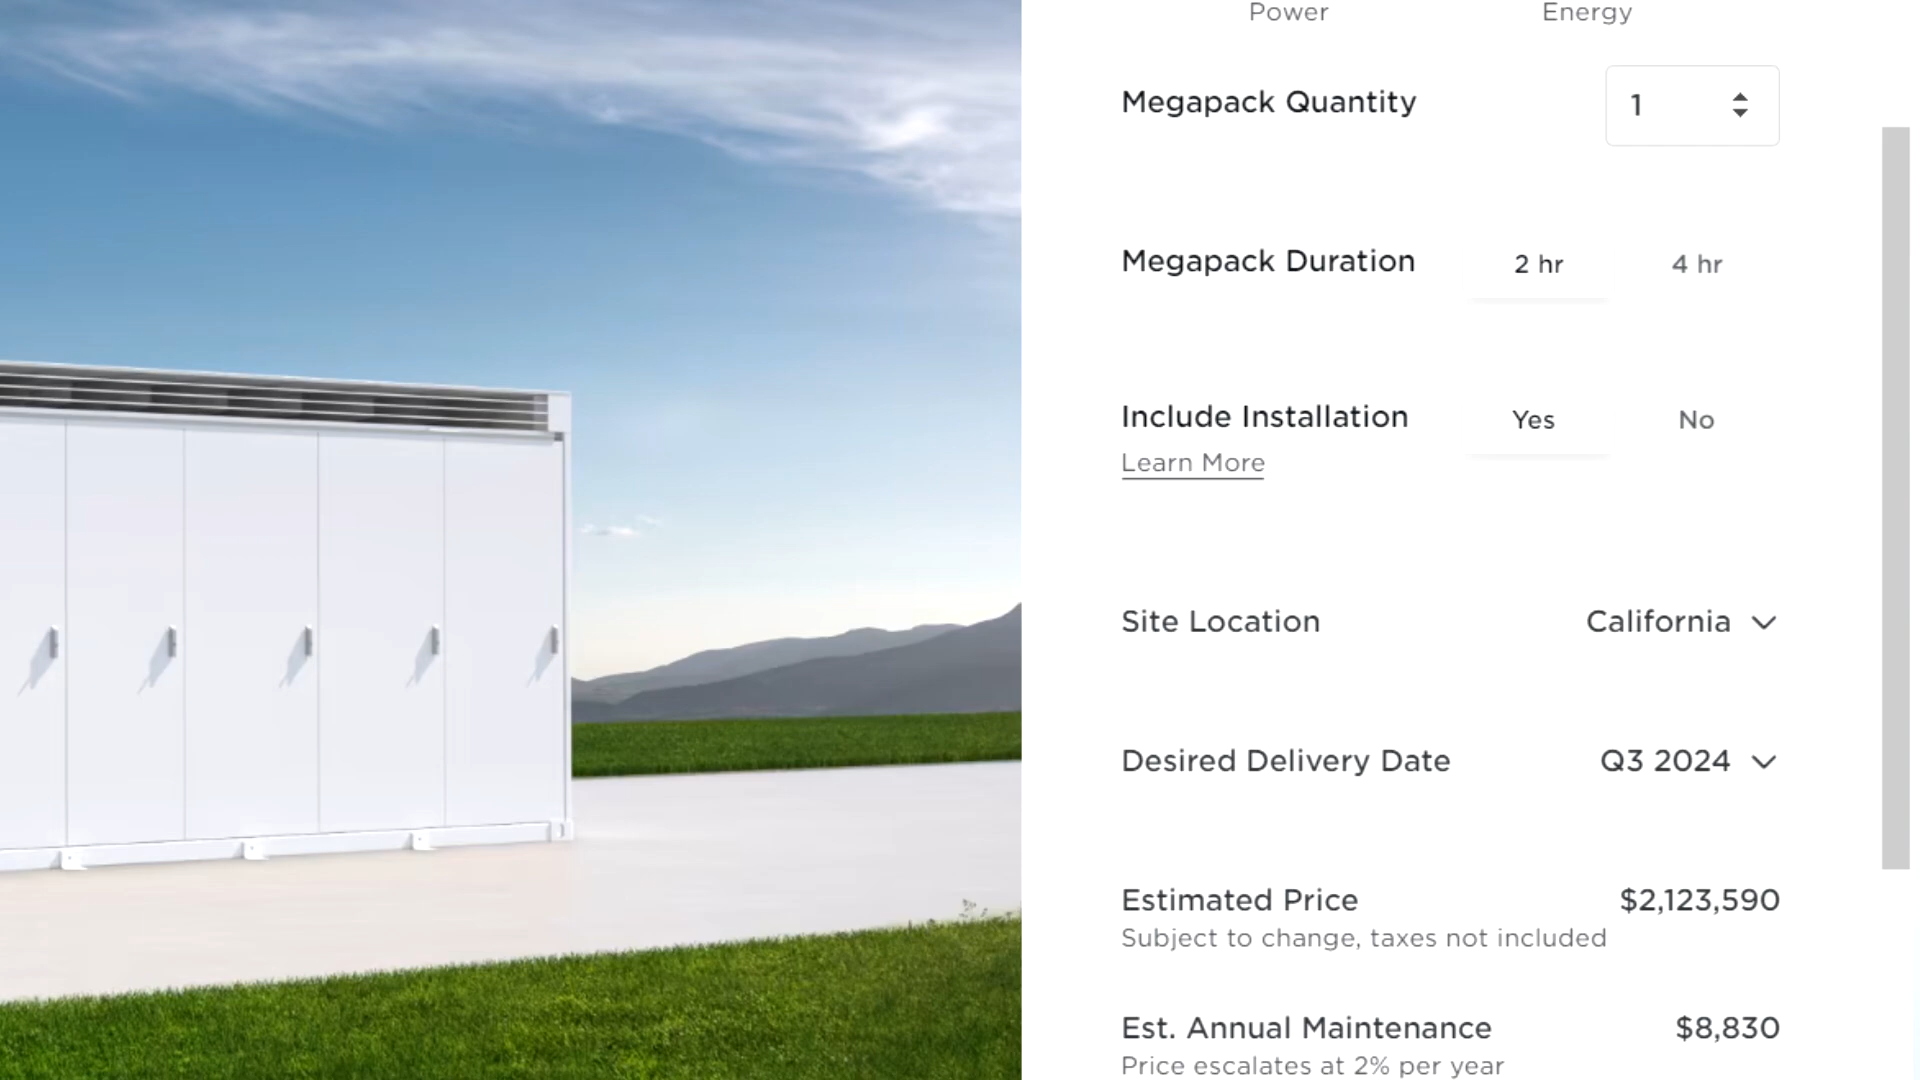 Power Energy
Megapack Quantity 1
Megapack Duration 2 hr 4 hr
Include Installation Yes No
Learn More
Site Location California
Desired Delivery Date Q3 2024
Estimated Price $2,123,590
Subject to change, taxes not included
Est. Annual Maintenance $8,830
Price escalates at 2% per year